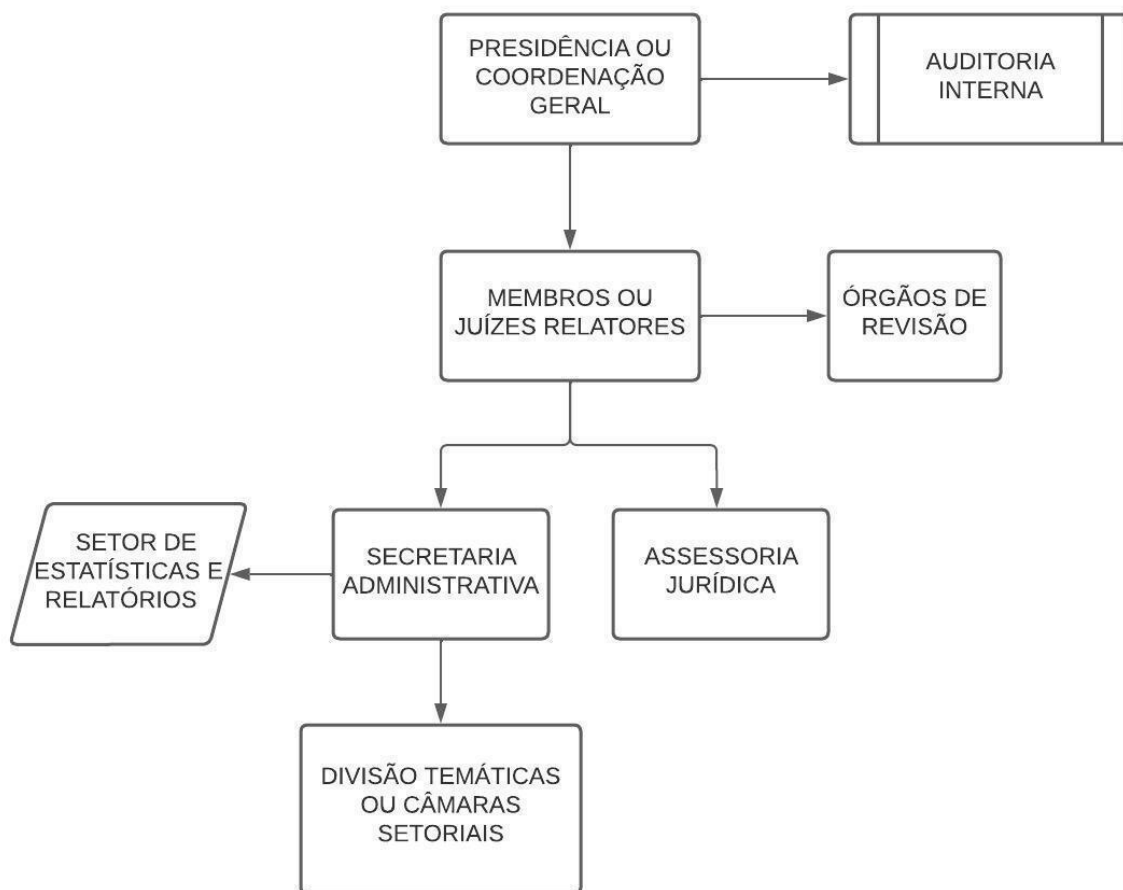 PRESIDÊNCIA OU
COORDENAÇÃO
GERAL
AUDITORIA
INTERNA
MEMBROS OU
JUÍZES RELATORES
ÓRGÃOS DE
REVISÃO
SETOR DE
ESTATÍSTICAS E
RELATÓRIOS
SECRETARIA
ADMINISTRATIVA
ASSESSORIA
JURÍDICA
DIVISÃO TEMÁTICAS
OU CÂMARAS
SETORIAIS